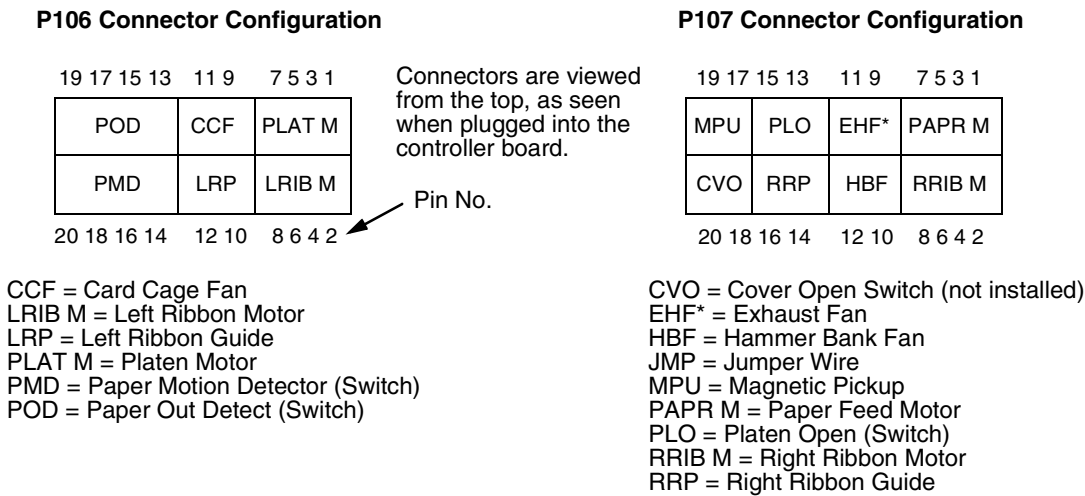 P106 Connector Configuration
19 17 15 13 11 9 7 5 3 1
POD CCF PLAT M
PMD LRP LRIB M
20 18 16 14 12 10 8 6 4 2
Connectors are viewed
from the top, as seen
when plugged into the
controller board.
Pin No.
CCF = Card Cage Fan
LRIB M = Left Ribbon Motor
LRP = Left Ribbon Guide
PLAT M = Platen Motor
PMD = Paper Motion Detector (Switch)
POD = Paper Out Detect (Switch)
P107 Connector Configuration
19 17 15 13 11 9 7 5 3 1
MPU PLO EHF* PAPR M
CVO RRP HBF RRIB M
20 18 16 14 12 10 8 6 4 2
CVO = Cover Open Switch (not installed)
EHF* = Exhaust Fan
HBF = Hammer Bank Fan
JMP = Jumper Wire
MPU = Magnetic Pickup
PAPR M = Paper Feed Motor
PLO = Platen Open (Switch)
RRIB M = Right Ribbon Motor
RRP = Right Ribbon Guide